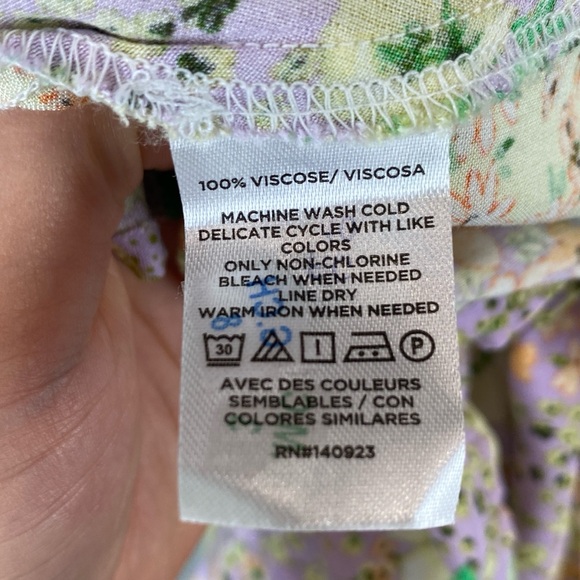 100% VISCOSE/ VISCOSA
MACHINE WASH COLD
DELICATE CYCLE WITH LIKE
COLORS
ONLY NON-CHLORINE
BLEACH WHEN NEEDED
LINE DRY
WARM IRON WHEN NEEDED
30 P
AVEC DES COULEURS
SEMBLABLES / CON
COLORES SIMILARES
RN#140923